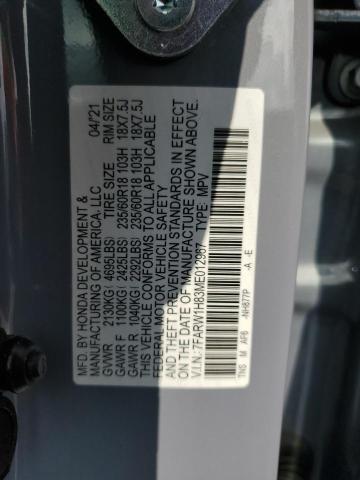 MFD. BY HONDA DEVELOPMENT &
MANUFACTURING OF AMERICA, LLC 04/'21
GVWR 2130KG( 4695LBS) TIRE SIZE RIM SIZE
GAWR F 1100KG( 2425LBS) 235/60R18 103H 18X7.5J
GAWR R 1040KG( 2292LBS) 235/60R18 103H 18X7.5J
THIS VEHICLE CONFORMS TO ALL APPLICABLE
FEDERAL MOTOR VEHICLE SAFETY
AND THEFT PREVENTION STANDARDS IN EFFECT
ON THE DATE OF MANUFACTURE SHOWN ABOVE.
V.I.N.: 7FARW1H83ME012967 TYPE: MPV
TNS M AF6 -NH877P -A -E